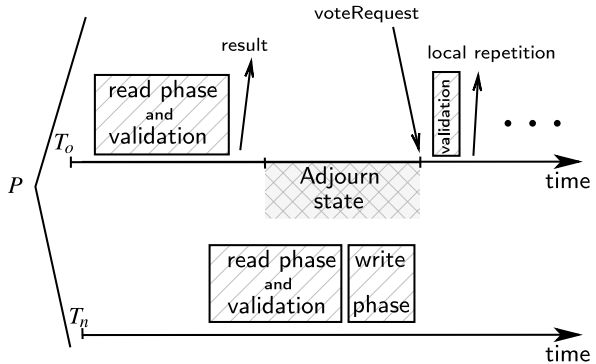 voteRequest
result
local repetition
read phase
and
validation
validation
T_o
Adjourn
state
time
P
read phase
and
validation
write
phase
T_n
time